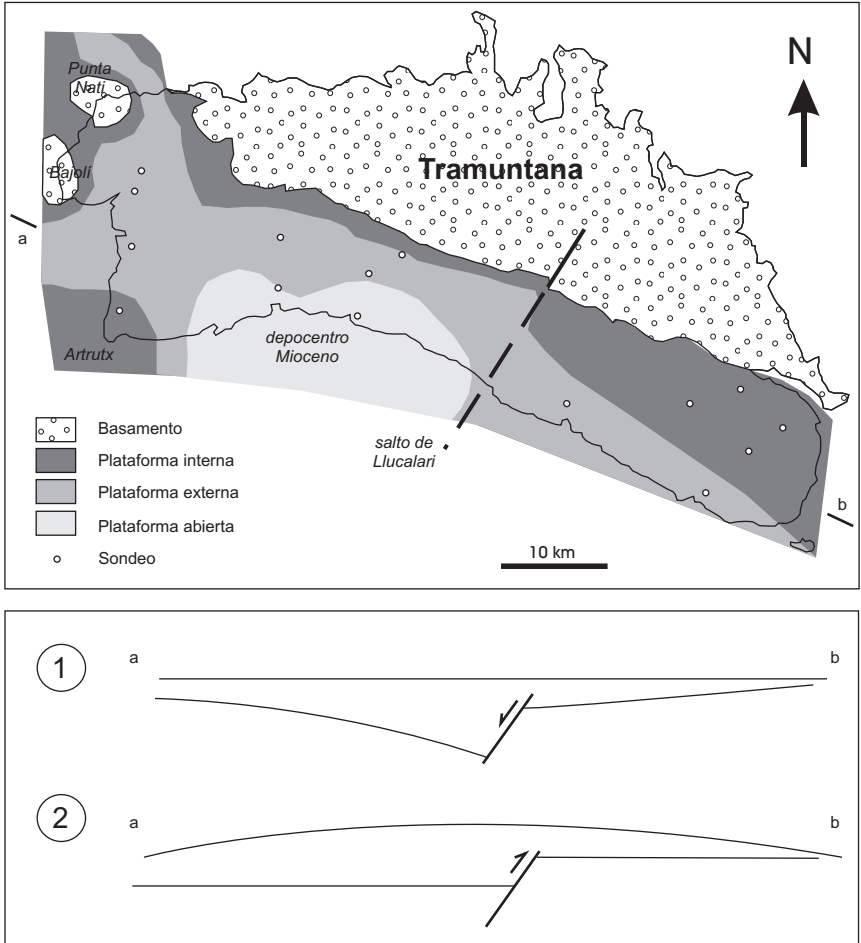 Punta
Nati
N
Tramuntana
Bajolí
a
depocentro
Mioceno
Artrutx
salto de
Llucalari
b
Basamento
Plataforma interna
Plataforma externa
Plataforma abierta
Sondeo
10 km
1
a
b
2
a
b